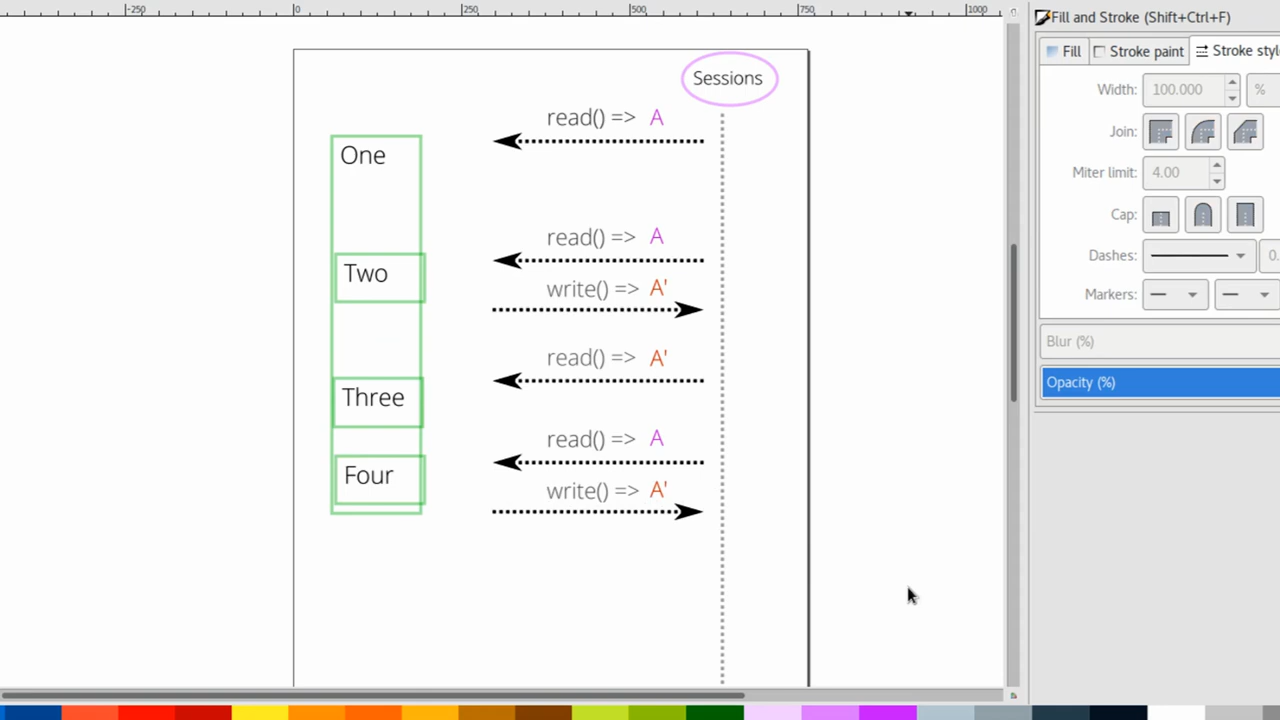 -250 0 250 500 750 1000
Fill and Stroke (Shift+Ctrl+F)
Fill Stroke paint Stroke styl
Width: 100.000 %
Join:
Miter limit: 4.00
Cap:
Dashes: 0.
Markers:
Blur (%)
Opacity (%)
Sessions
read() => A
One
read() => A
Two
write() => A'
read() => A'
Three
read() => A
Four
write() => A'